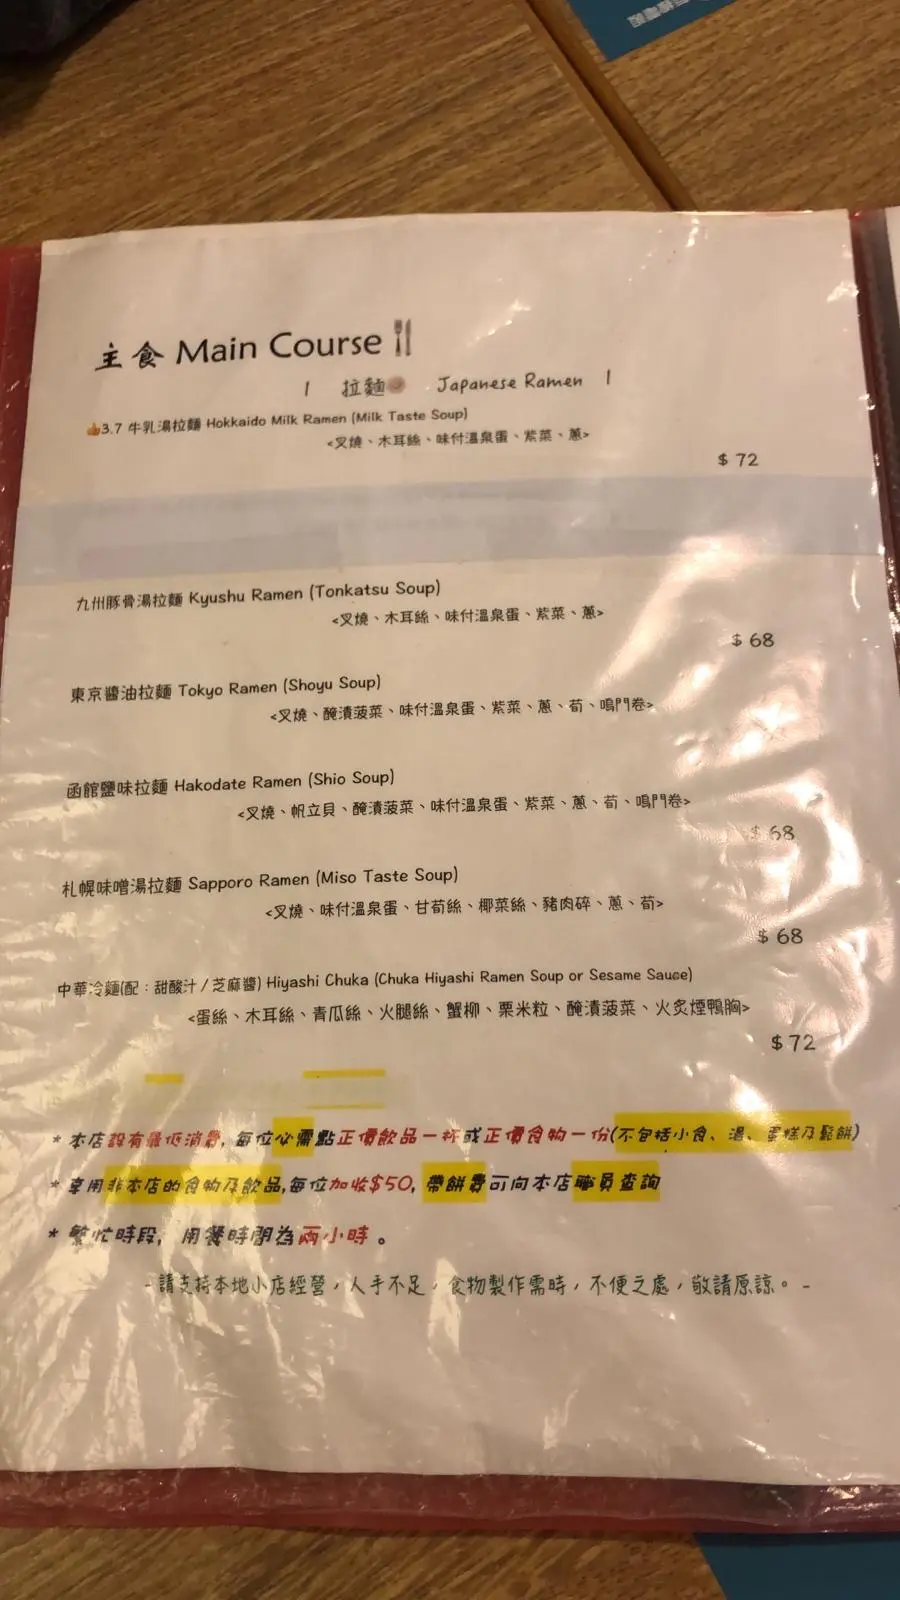 主食 Main Course
| 拉麵 Japanese Ramen |
3.7 牛乳湯拉麵 Hokkaido Milk Ramen (Milk Taste Soup)
<叉燒、木耳絲、味付溫泉蛋、紫菜、蔥>
$ 72
九州豚骨湯拉麵 Kyushu Ramen (Tonkatsu Soup)
<叉燒、木耳絲、味付溫泉蛋、紫菜、蔥>
$ 68
東京醬油拉麵 Tokyo Ramen (Shoyu Soup)
<叉燒、醃漬菠菜、味付溫泉蛋、紫菜、蔥、荀、鳴門卷>
函館鹽味拉麵 Hakodate Ramen (Shio Soup)
<叉燒、帆立貝、醃漬菠菜、味付溫泉蛋、紫菜、蔥、荀、鳴門卷>
$ 68
札幌味噌湯拉麵 Sapporo Ramen (Miso Taste Soup)
<叉燒、味付溫泉蛋、甘荀絲、椰菜絲、豬肉碎、蔥、荀>
$ 68
中華冷麵(配：甜酸汁/芝麻醬) Hiyashi Chuka (Chuka Hiyashi Ramen Soup or Sesame Sauce)
<蛋絲、木耳絲、青瓜絲、火腿絲、蟹柳、粟米粒、醃漬菠菜、火炙煙鴨胸>
$ 72
* 本店設有最低消費, 每位必需點正價飲品一杯或正價食物一份(不包括小食、湯、蛋糕及鬆餅)
* 享用非本店的食物及飲品,每位加收$50, 帶餅費可向本店職員查詢
* 繁忙時段, 用餐時間為兩小時。
- 請支持本地小店經營，人手不足，食物製作需時，不便之處，敬請原諒。 -